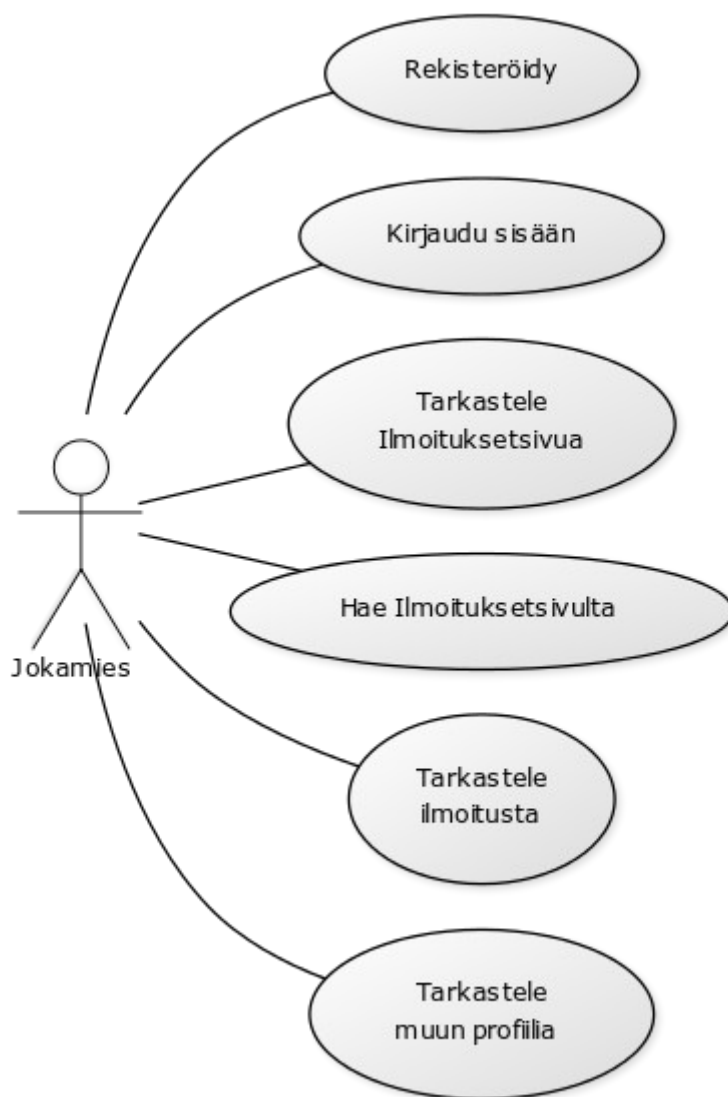 Rekisteröidy
Kirjaudu sisään
Tarkastele
Ilmoituksetsivua
Hae Ilmoituksetsivulta
Jokamies
Tarkastele
ilmoitusta
Tarkastele
muun profiilia